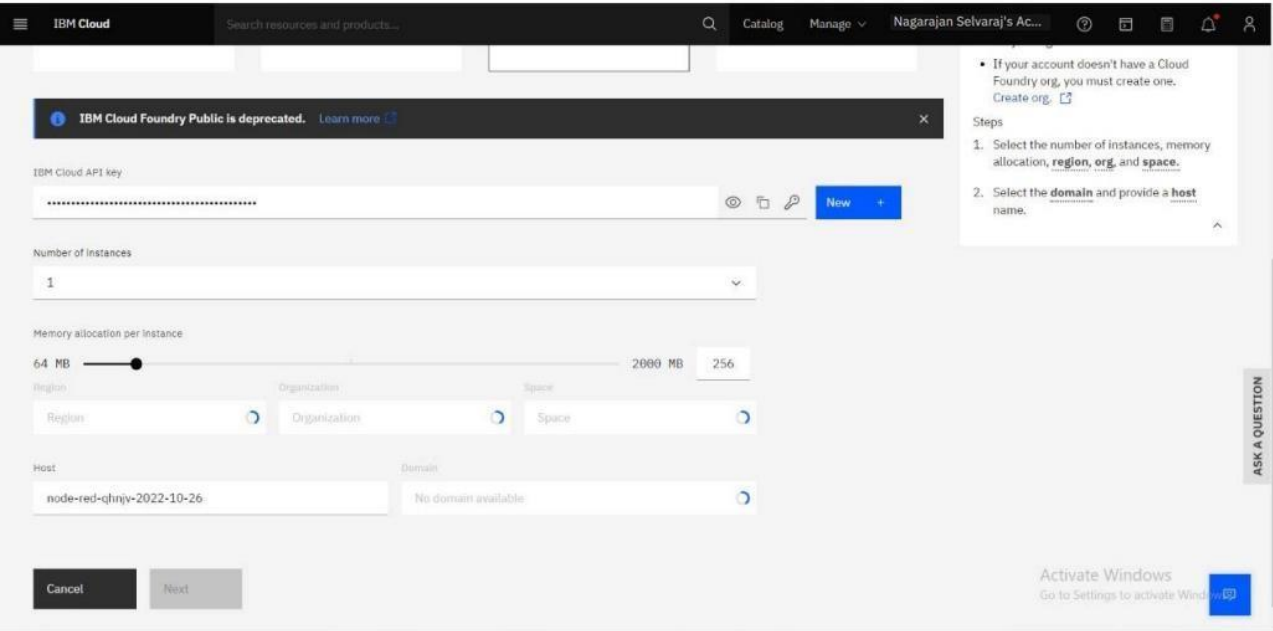 IBM Cloud
Search resources and products...
Catalog
Manage
Nagarajan Selvaraj's Ac...
• If your account doesn't have a Cloud
Foundry org, you must create one.
Create org.
IBM Cloud Foundry Public is deprecated. Learn more
Steps
1. Select the number of instances, memory
allocation, region, org, and space.
2. Select the domain and provide a host
name.
IBM Cloud API key
New +
Number of instances
1
Memory allocation per instance
64 MB
2000 MB
256
Region
Organization
Space
Region
Organization
Space
Host
Domain
node-red-qhnjv-2022-10-26
No domain available
Cancel
Next
ASK A QUESTION
Activate Windows
Go to Settings to activate